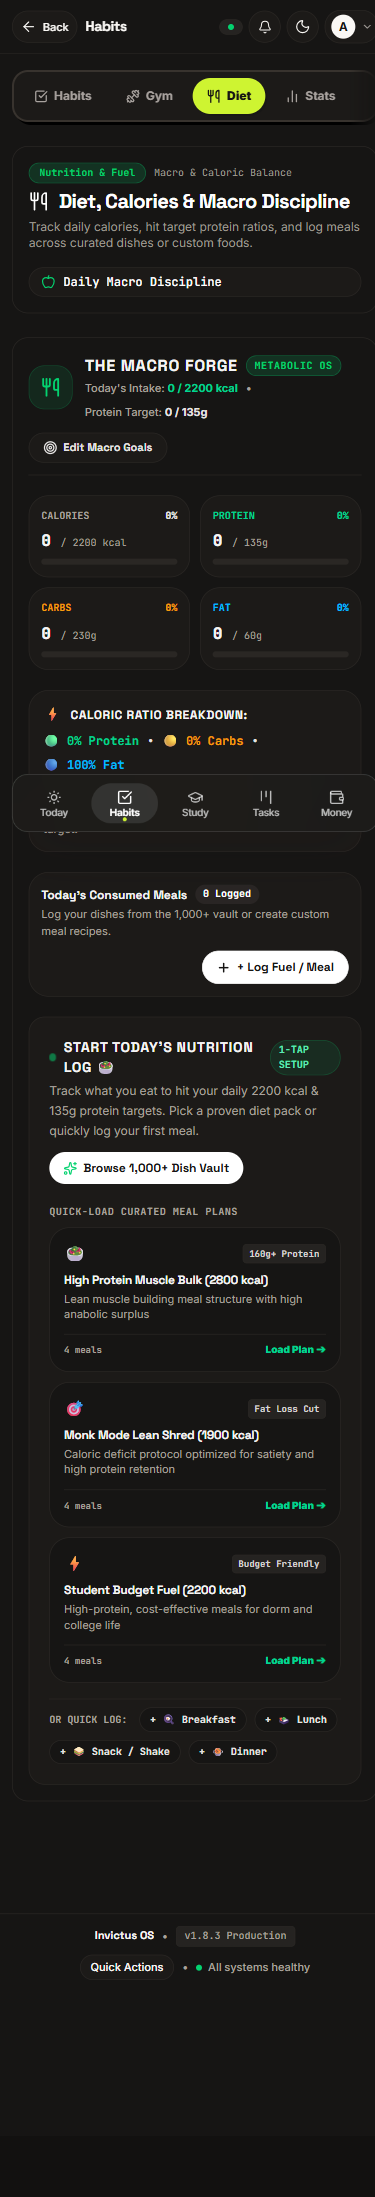 Back
Habits
A
Habits
Gym
Diet
Stats
Nutrition & Fuel
Macro & Caloric Balance
Diet, Calories & Macro Discipline
Track daily calories, hit target protein ratios, and log meals
across curated dishes or custom foods.
Daily Macro Discipline
THE MACRO FORGE
METABOLIC OS
Today's Intake: 0 / 2200 kcal •
Protein Target: 0 / 135g
Edit Macro Goals
CALORIES 0%
0 / 2200 kcal
PROTEIN 0%
0 / 135g
CARBS 0%
0 / 230g
FAT 0%
0 / 60g
CALORIC RATIO BREAKDOWN:
0% Protein • 0% Carbs •
100% Fat
Today
Habits
Study
Tasks
Money
Today's Consumed Meals
0 Logged
Log your dishes from the 1,000+ vault or create custom
meal recipes.
+ Log Fuel / Meal
START TODAY'S NUTRITION
LOG
1-TAP
SETUP
Track what you eat to hit your daily 2200 kcal &
135g protein targets. Pick a proven diet pack or
quickly log your first meal.
Browse 1,000+ Dish Vault
QUICK-LOAD CURATED MEAL PLANS
160g+ Protein
High Protein Muscle Bulk (2800 kcal)
Lean muscle building meal structure with high
anabolic surplus
4 meals
Load Plan →
Fat Loss Cut
Monk Mode Lean Shred (1900 kcal)
Caloric deficit protocol optimized for satiety and
high protein retention
4 meals
Load Plan →
Budget Friendly
Student Budget Fuel (2200 kcal)
High-protein, cost-effective meals for dorm and
college life
4 meals
Load Plan →
OR QUICK LOG:
+ Breakfast
+ Lunch
+ Snack / Shake
+ Dinner
Invictus OS • v1.8.3 Production
Quick Actions • All systems healthy